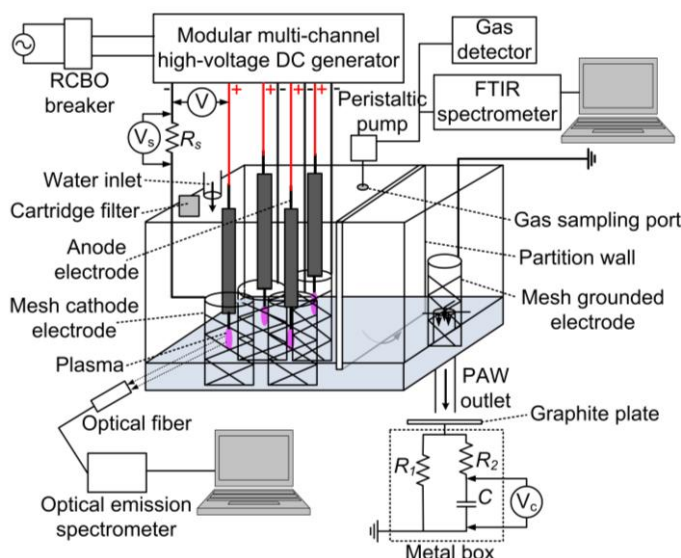 Modular multi-channel
high-voltage DC generator
RCBO
breaker
Gas
detector
FTIR
spectrometer
Peristaltic
pump
- V + + - + + -
Vs
Rs
Water inlet
Cartridge filter
Anode
electrode
Mesh cathode
electrode
Plasma
Optical fiber
Optical emission
spectrometer
Gas sampling port
Partition wall
Mesh grounded
electrode
PAW
outlet
Graphite plate
R1
R2
C
Vc
Metal box